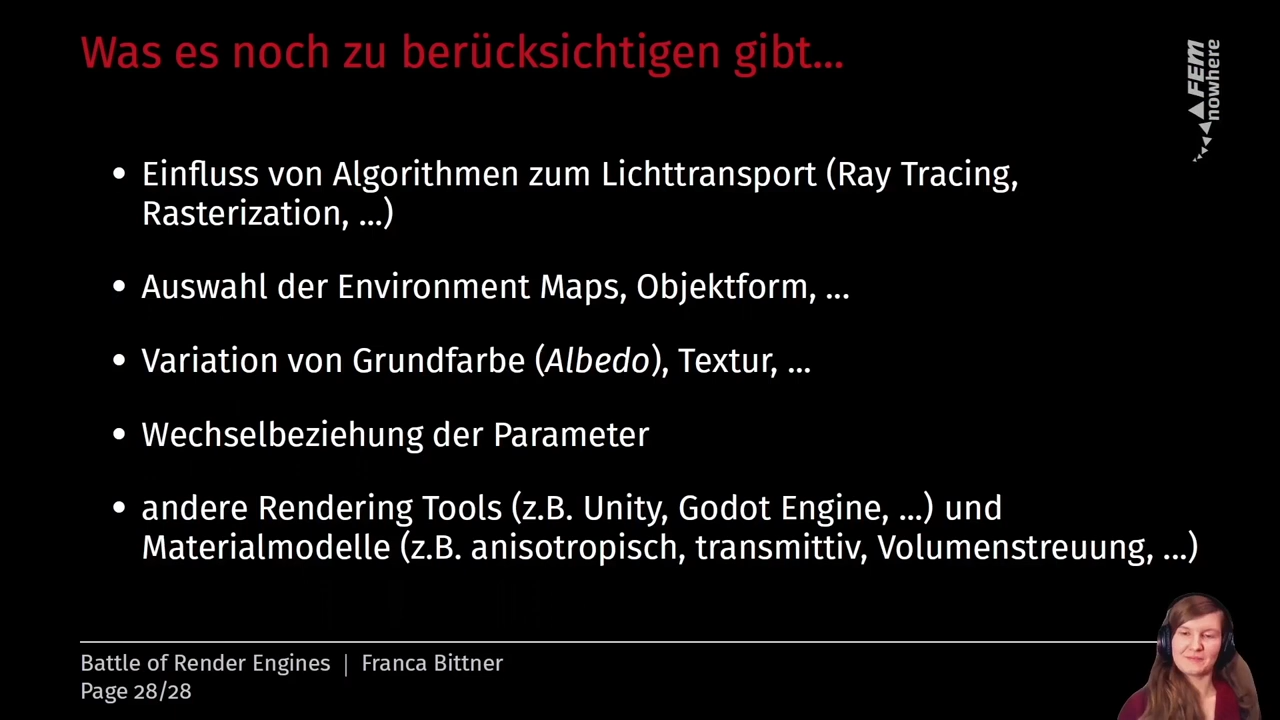 Was es noch zu berücksichtigen gibt...
FEM
nowhere
• Einfluss von Algorithmen zum Lichttransport (Ray Tracing,
Rasterization, ...)
• Auswahl der Environment Maps, Objektform, ...
• Variation von Grundfarbe (Albedo), Textur, ...
• Wechselbeziehung der Parameter
• andere Rendering Tools (z.B. Unity, Godot Engine, ...) und
Materialmodelle (z.B. anisotropisch, transmittiv, Volumenstreuung, ...)
Battle of Render Engines | Franca Bittner
Page 28/28